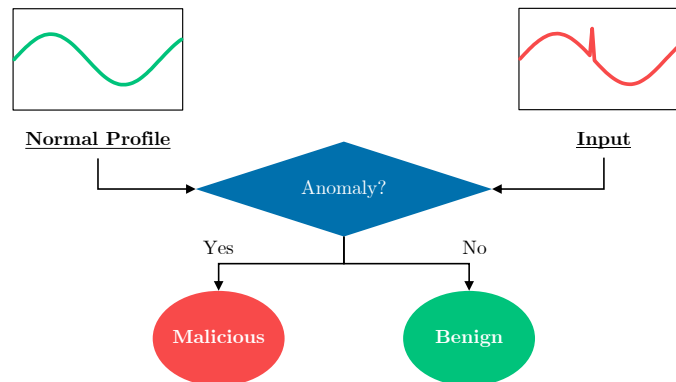 Normal Profile
Input
Anomaly?
Yes
No
Malicious
Benign